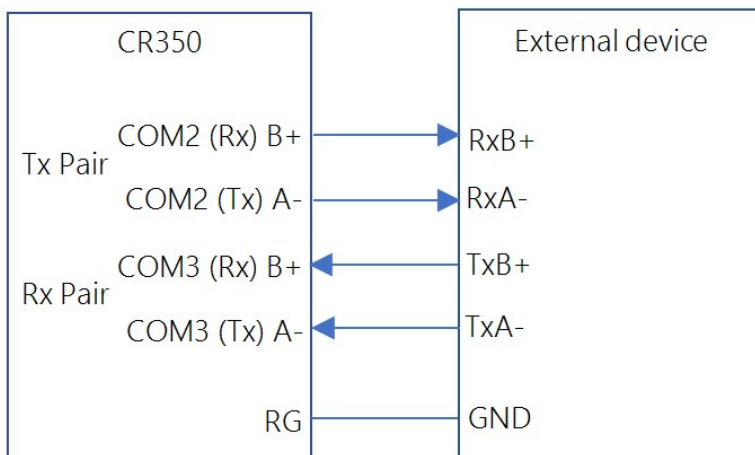 CR350
External device
Tx Pair
COM2 (Rx) B+
RxB+
COM2 (Tx) A-
RxA-
Rx Pair
COM3 (Rx) B+
TxB+
COM3 (Tx) A-
TxA-
RG
GND